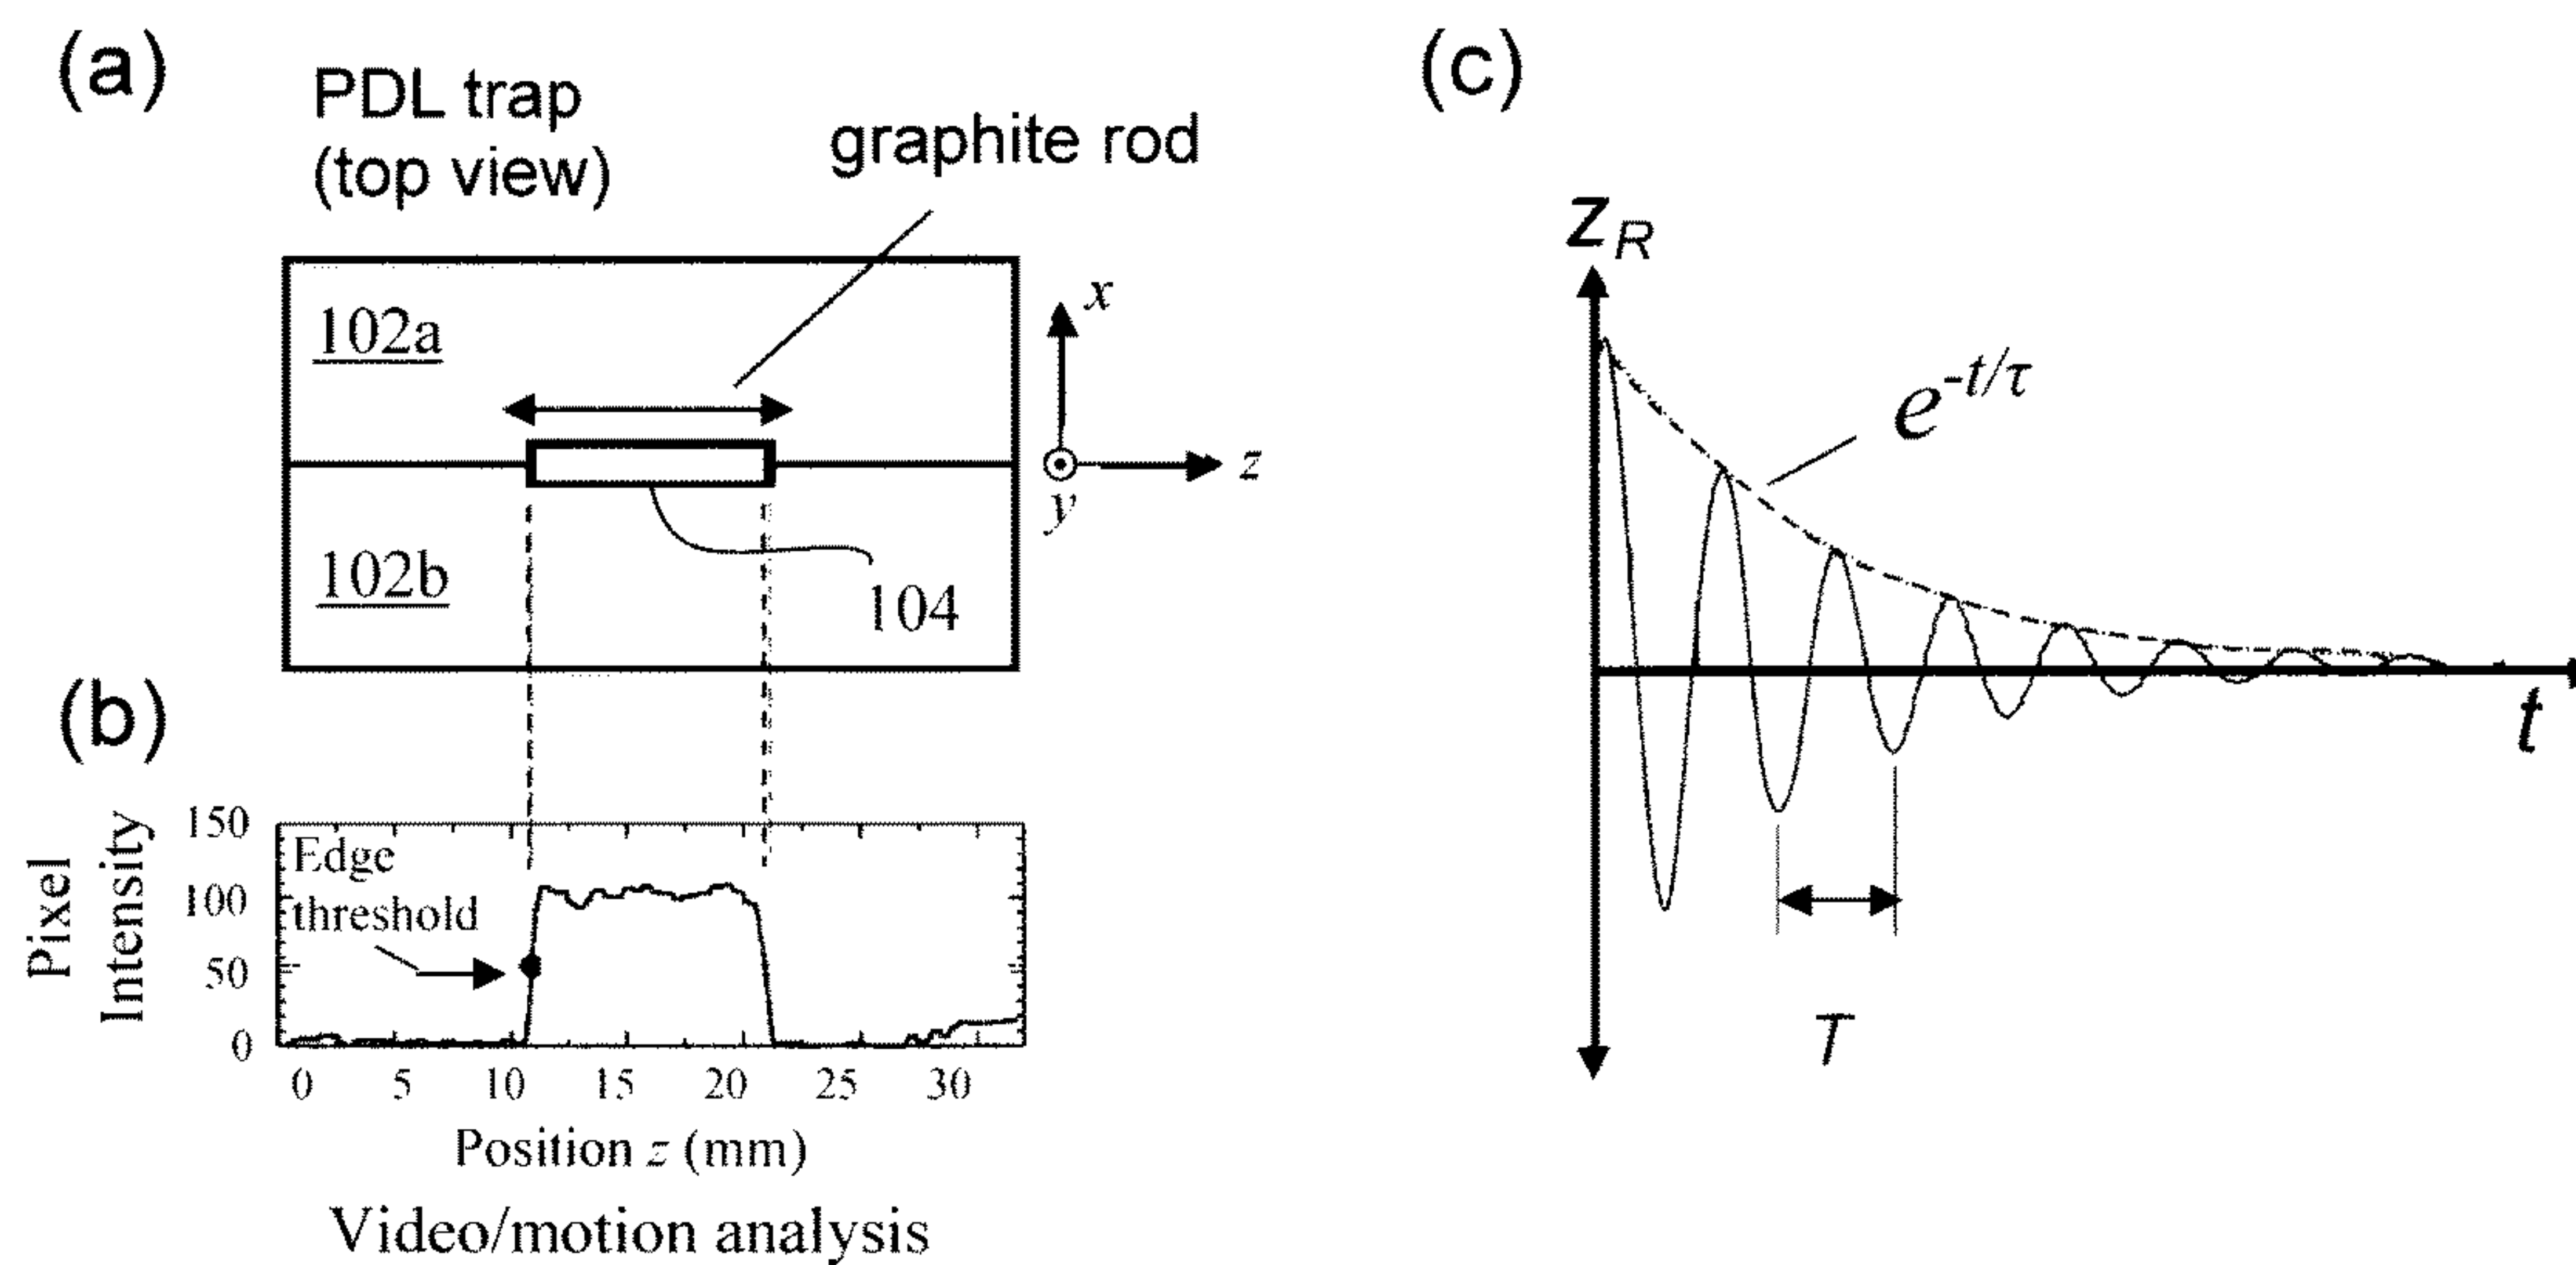 (a)
PDL trap
(top view)
graphite rod
102a
102b
104
x
z
y
(b)
Pixel
Intensity
150
100
50
0
Edge
threshold
0 5 10 15 20 25 30
Position z (mm)
Video/motion analysis
(c)
z_R
e^{-t/τ}
t
T